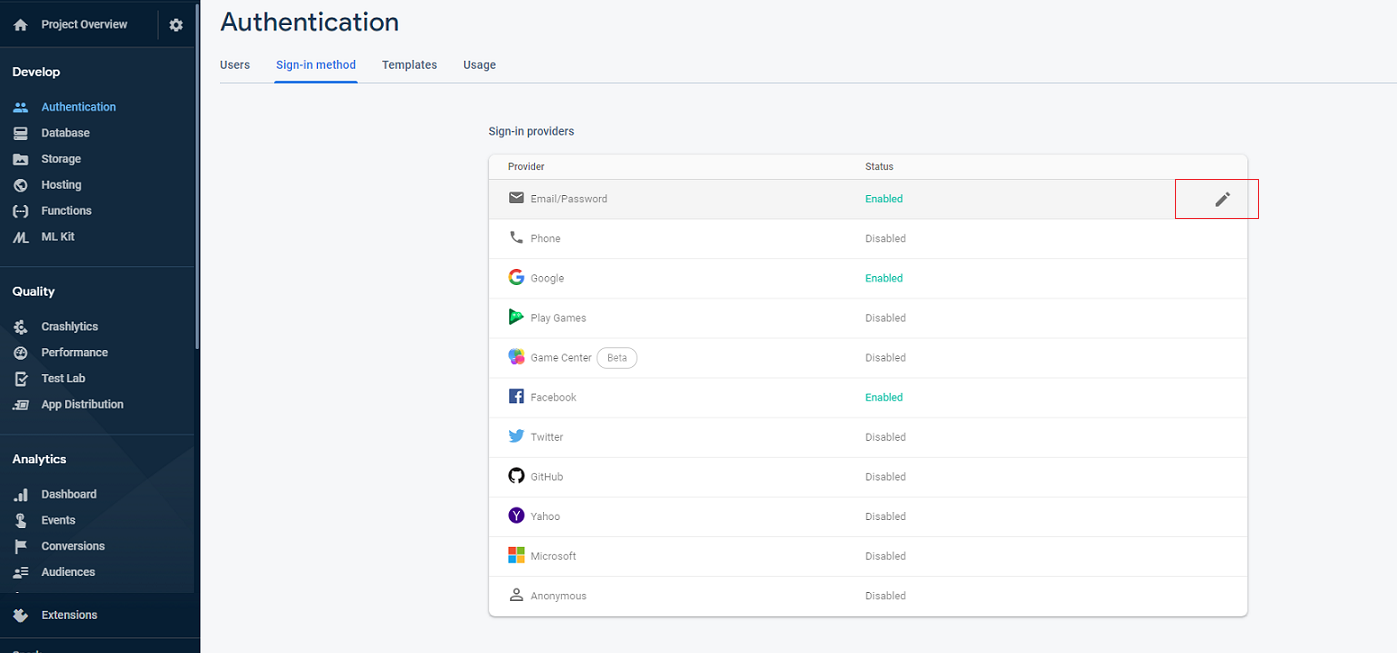 Project Overview
Develop
Authentication
Database
Storage
Hosting
Functions
ML Kit
Quality
Crashlytics
Performance
Test Lab
App Distribution
Analytics
Dashboard
Events
Conversions
Audiences
Extensions
Authentication
Users Sign-in method Templates Usage
Sign-in providers
Provider Status
Email/Password Enabled
Phone Disabled
Google Enabled
Play Games Disabled
Game Center Beta Disabled
Facebook Enabled
Twitter Disabled
GitHub Disabled
Yahoo Disabled
Microsoft Disabled
Anonymous Disabled